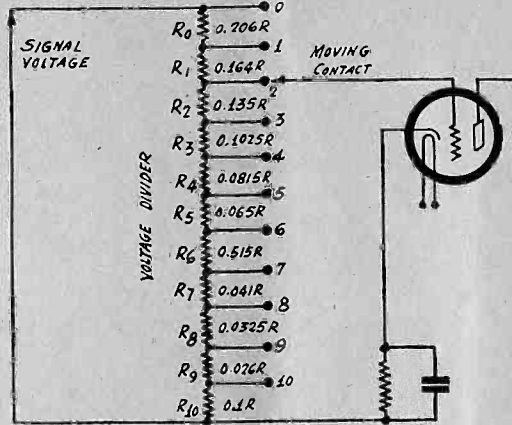 0
SIGNAL
VOLTAGE
R0 0.206R
1
R1 0.164R
MOVING
CONTACT
2
R2 0.135R
3
R3 0.1025R
4
R4 0.0815R
5
R5 0.065R
6
R6 0.515R
7
R7 0.041R
8
R8 0.0325R
9
R9 0.026R
10
R10 0.1R
VOLTAGE DIVIDER